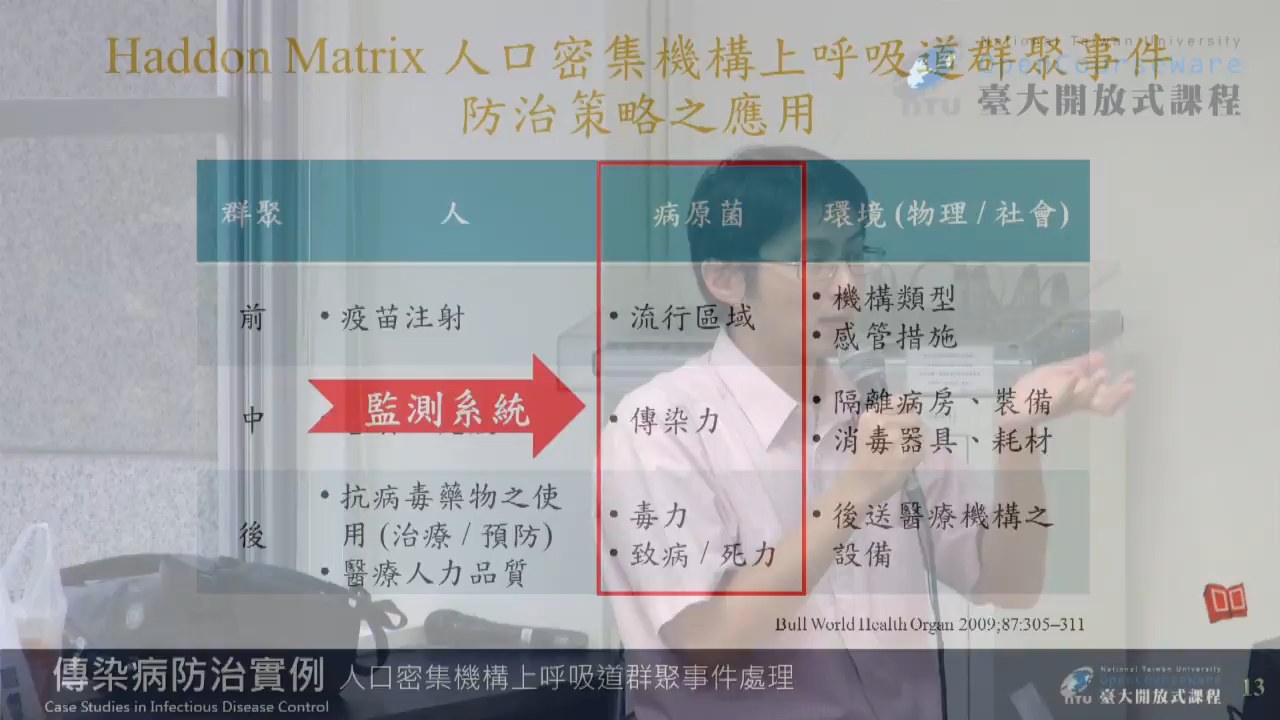 Haddon Matrix 人口密集機構上呼吸道群聚事件
防治策略之應用
National Taiwan University
OpenCourseWare
NTU 臺大開放式課程
群聚 人 病原菌 環境 (物理 / 社會)
前
• 疫苗注射
• 流行區域
• 機構類型
• 感管措施
中
監測系統
• 傳染力
• 隔離病房、裝備
• 消毒器具、耗材
後
• 抗病毒藥物之使
用 (治療 / 預防)
• 醫療人力品質
• 毒力
• 致病 / 死力
• 後送醫療機構之
設備
Bull World Health Organ 2009;87:305–311
傳染病防治實例 人口密集機構上呼吸道群聚事件處理
Case Studies in Infectious Disease Control
National Taiwan University
OpenCourseWare
NTU 臺大開放式課程
13